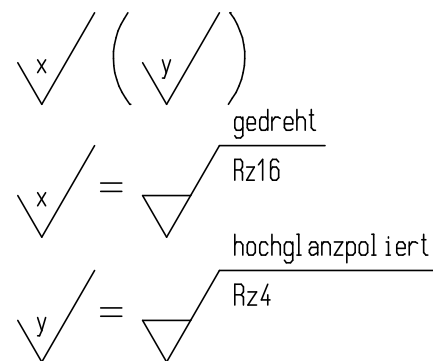 x ( y )
x = gedreht
Rz16
y = hochglanzpoliert
Rz4